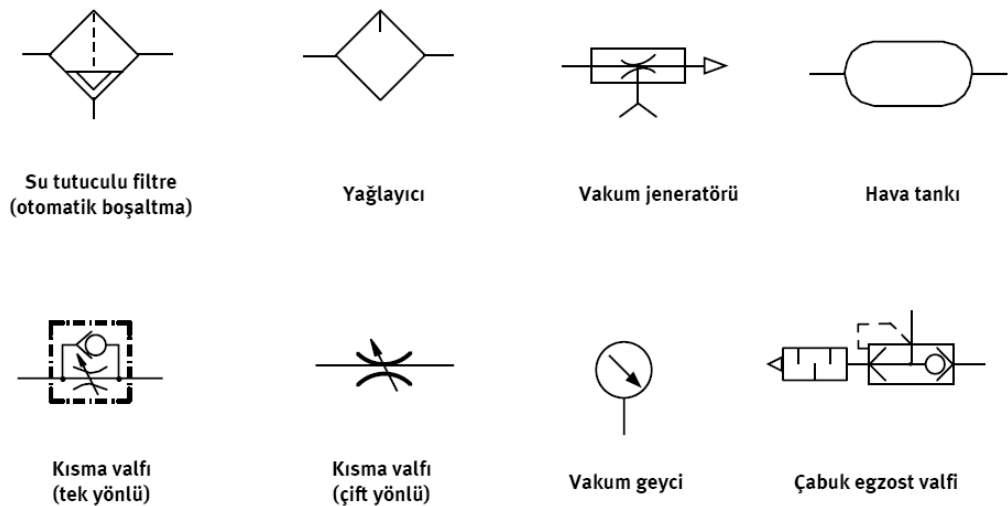 Su tutuculu filtre
(otomatik boşaltma)
Yağlayıcı
Vakum jeneratörü
Hava tankı
Kısma valfı
(tek yönlü)
Kısma valfı
(çift yönlü)
Vakum geyci
Çabuk egzost valfi